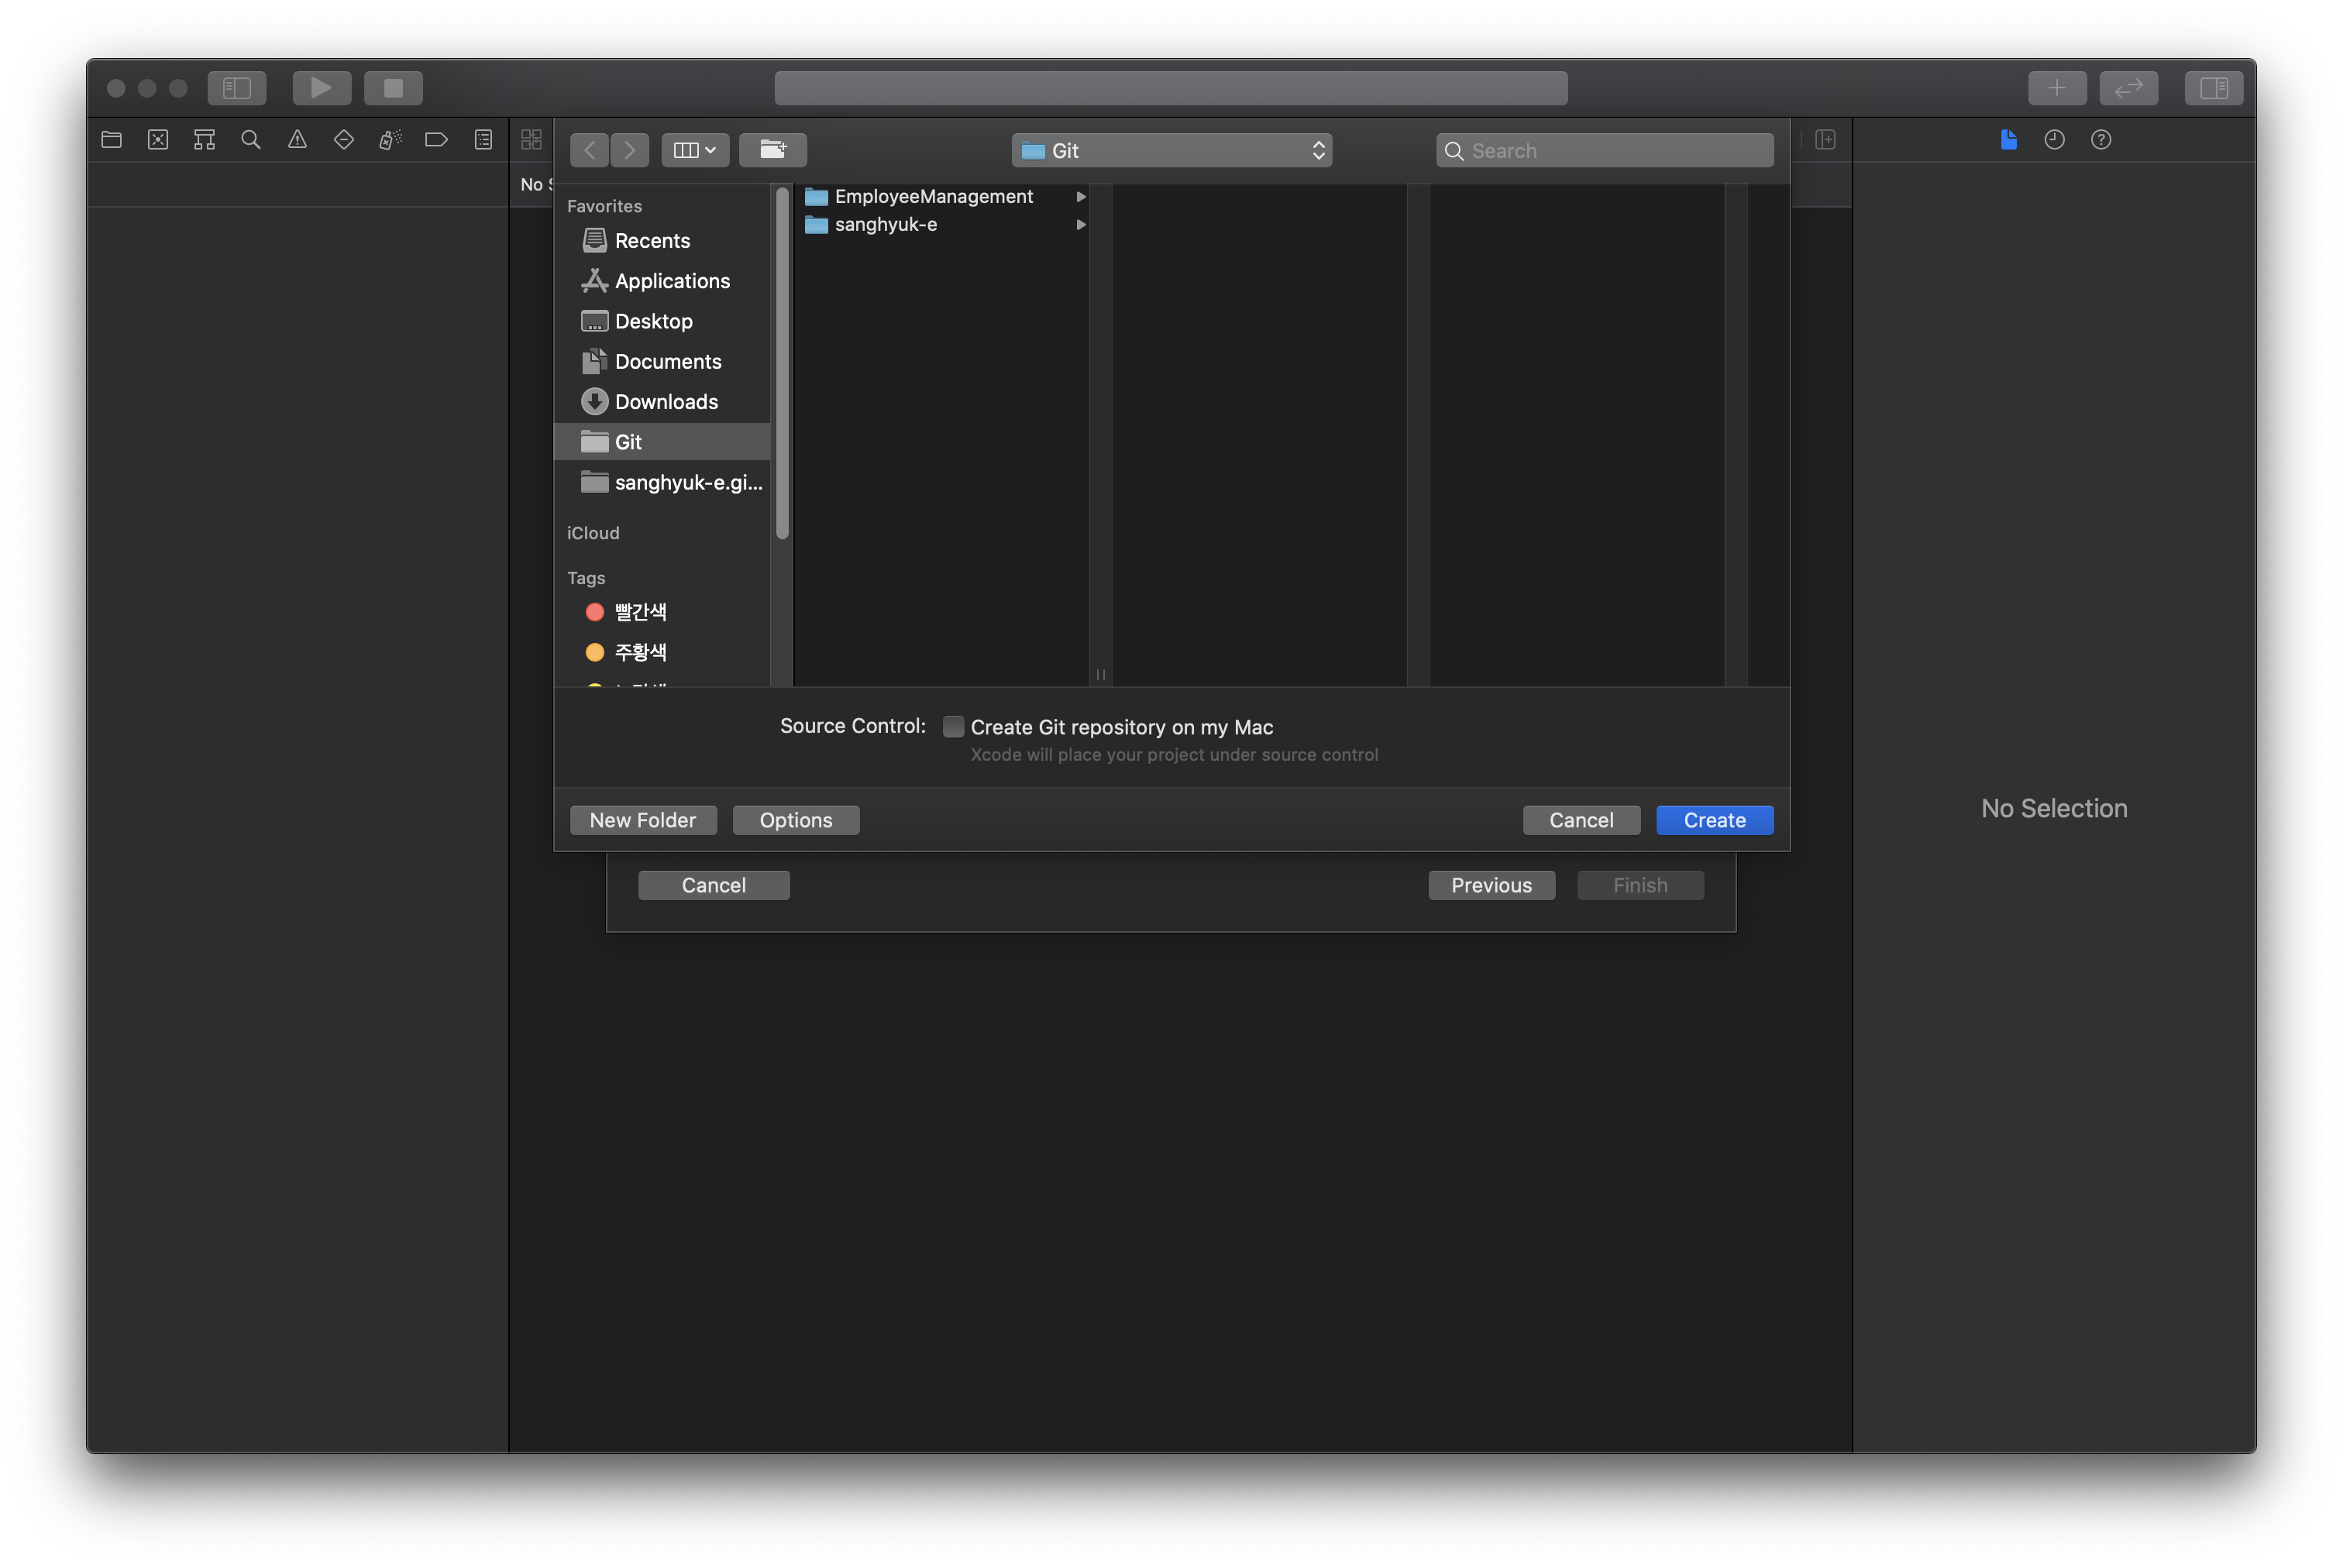 Git
Search
No S
Favorites
Recents
Applications
Desktop
Documents
Downloads
Git
sanghyuk-e.gi...
iCloud
Tags
빨간색
주황색
EmployeeManagement
sanghyuk-e
Source Control: Create Git repository on my Mac
Xcode will place your project under source control
New Folder Options Cancel Create
Cancel Previous Finish
No Selection